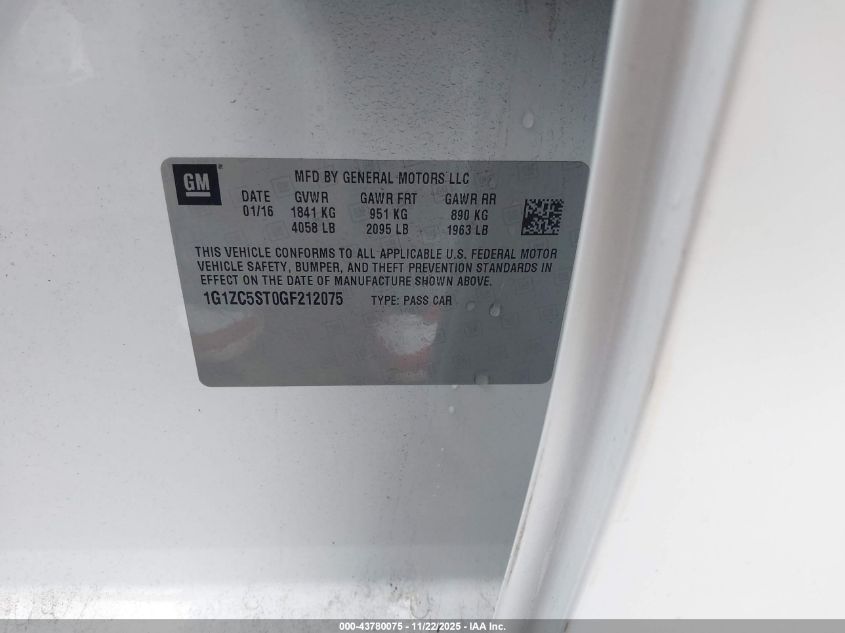 GM
MFD BY GENERAL MOTORS LLC
DATE GVWR GAWR FRT GAWR RR
01/16 1841 KG 951 KG 890 KG
4058 LB 2095 LB 1963 LB
THIS VEHICLE CONFORMS TO ALL APPLICABLE U.S. FEDERAL MOTOR
VEHICLE SAFETY, BUMPER, AND THEFT PREVENTION STANDARDS IN
EFFECT ON THE DATE OF MANUFACTURE SHOWN ABOVE.
1G1ZC5ST0GF212075 TYPE: PASS CAR
000-43780075 - 11/22/2025 - IAA Inc.